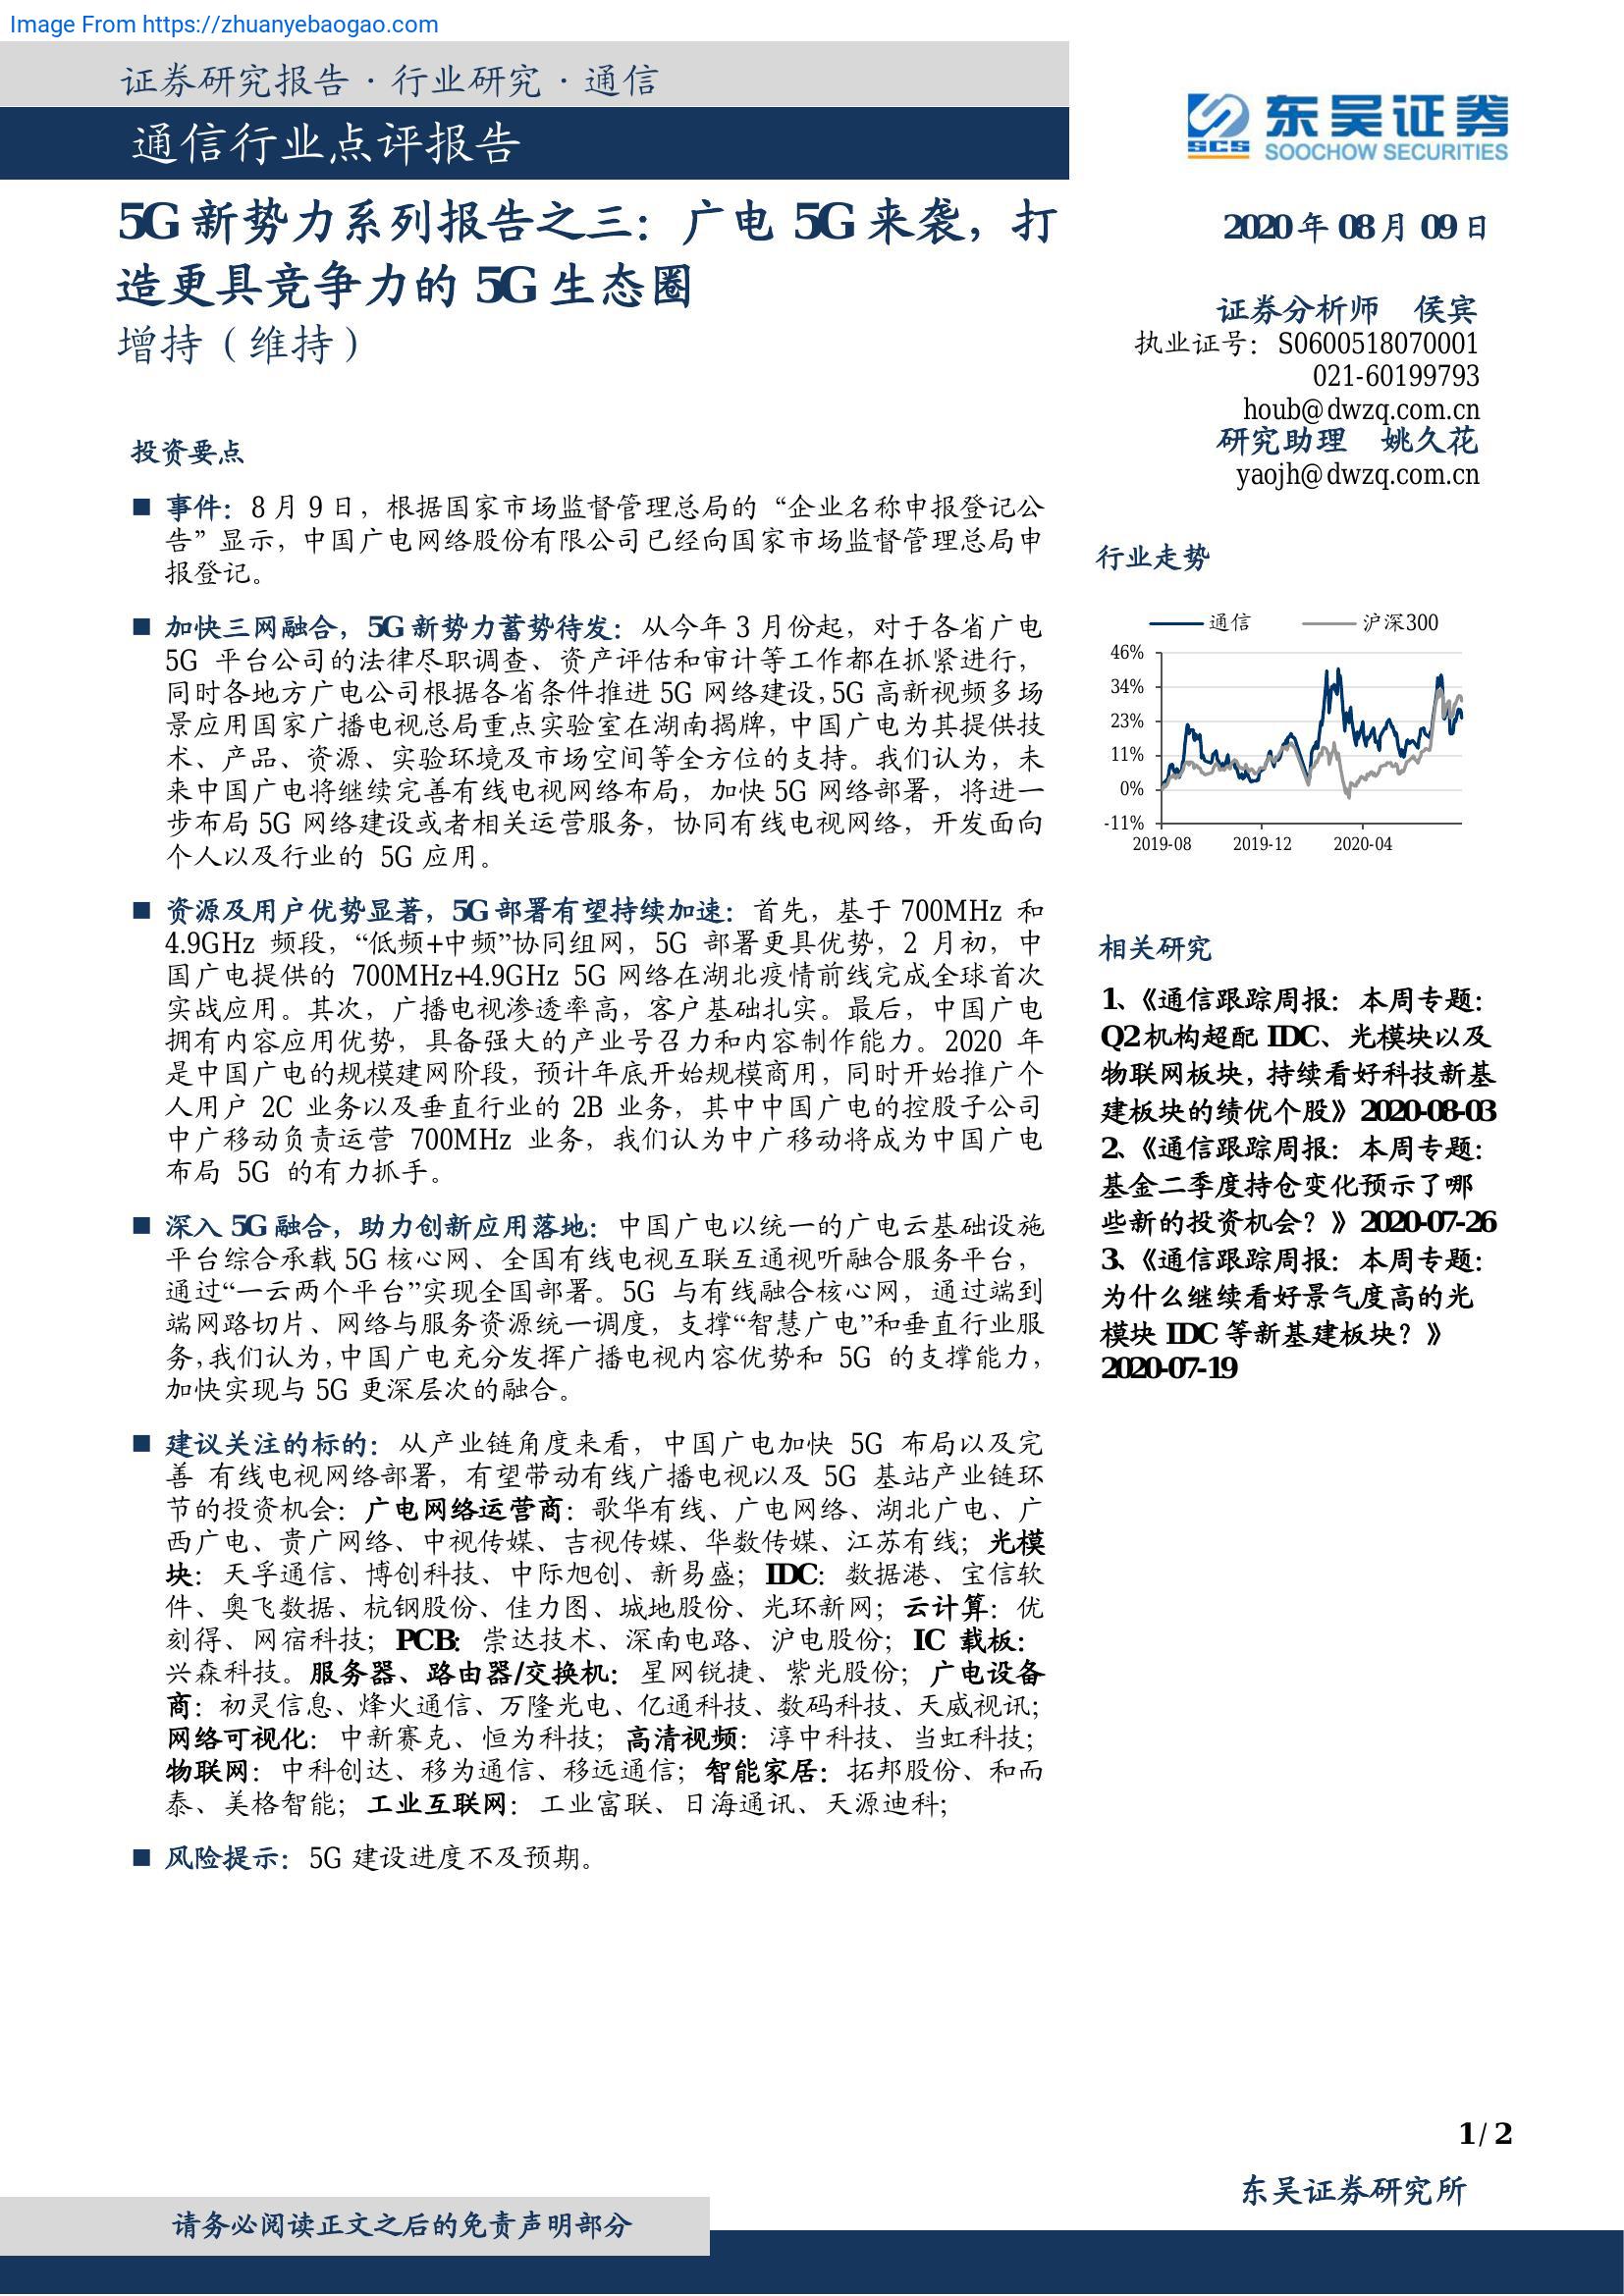 Image From https://zhuanyebaogao.com
证券研究报告·行业研究·通信
通信行业点评报告
东吴证券
SCS
SOOCHOW SECURITIES
5G 新势力系列报告之三：广电 5G 来袭，打
造更具竞争力的 5G 生态圈
增持（维持）
2020 年 08 月 09 日
证券分析师 侯宾
执业证号：S0600518070001
021-60199793
houb@dwzq.com.cn
研究助理 姚久花
yaojh@dwzq.com.cn
投资要点
■ 事件：8 月 9 日，根据国家市场监督管理总局的“企业名称申报登记公
告”显示，中国广电网络股份有限公司已经向国家市场监督管理总局申
报登记。
■ 加快三网融合，5G 新势力蓄势待发：从今年 3 月份起，对于各省广电
5G 平台公司的法律尽职调查、资产评估和审计等工作都在抓紧进行，
同时各地方广电公司根据各省条件推进 5G 网络建设，5G 高新视频多场
景应用国家广播电视总局重点实验室在湖南揭牌，中国广电为其提供技
术、产品、资源、实验环境及市场空间等全方位的支持。我们认为，未
来中国广电将继续完善有线电视网络布局，加快 5G 网络部署，将进一
步布局 5G 网络建设或者相关运营服务，协同有线电视网络，开发面向
个人以及行业的 5G 应用。
■ 资源及用户优势显著，5G 部署有望持续加速：首先，基于 700MHz 和
4.9GHz 频段，“低频+中频”协同组网，5G 部署更具优势，2 月初，中
国广电提供的 700MHz+4.9GHz 5G 网络在湖北疫情前线完成全球首次
实战应用。其次，广播电视渗透率高，客户基础扎实。最后，中国广电
拥有内容应用优势，具备强大的产业号召力和内容制作能力。2020 年
是中国广电的规模建网阶段，预计年底开始规模商用，同时开始推广个
人用户 2C 业务以及垂直行业的 2B 业务，其中中国广电的控股子公司
中广移动负责运营 700MHz 业务，我们认为中广移动将成为中国广电
布局 5G 的有力抓手。
■ 深入 5G 融合，助力创新应用落地：中国广电以统一的广电云基础设施
平台综合承载 5G 核心网、全国有线电视互联互通视听融合服务平台，
通过“一云两个平台”实现全国部署。5G 与有线融合核心网，通过端到
端网路切片、网络与服务资源统一调度，支撑“智慧广电”和垂直行业服
务，我们认为，中国广电充分发挥广播电视内容优势和 5G 的支撑能力，
加快实现与 5G 更深层次的融合。
■ 建议关注的标的：从产业链角度来看，中国广电加快 5G 布局以及完
善 有线电视网络部署，有望带动有线广播电视以及 5G 基站产业链环
节的投资机会：广电网络运营商：歌华有线、广电网络、湖北广电、广
西广电、贵广网络、中视传媒、吉视传媒、华数传媒、江苏有线；光模
块：天孚通信、博创科技、中际旭创、新易盛；IDC：数据港、宝信软
件、奥飞数据、杭钢股份、佳力图、城地股份、光环新网；云计算：优
刻得、网宿科技；PCB：崇达技术、深南电路、沪电股份；IC 载板：
兴森科技。服务器、路由器/交换机：星网锐捷、紫光股份；广电设备
商：初灵信息、烽火通信、万隆光电、亿通科技、数码科技、天威视讯；
网络可视化：中新赛克、恒为科技；高清视频：淳中科技、当虹科技；
物联网：中科创达、移为通信、移远通信；智能家居：拓邦股份、和而
泰、美格智能；工业互联网：工业富联、日海通讯、天源迪科；
■ 风险提示：5G 建设进度不及预期。
行业走势
通信 沪深300
46%
34%
23%
11%
0%
-11%
2019-08 2019-12 2020-04
相关研究
1、《通信跟踪周报：本周专题：
Q2 机构超配 IDC、光模块以及
物联网板块，持续看好科技新基
建板块的绩优个股》2020-08-03
2、《通信跟踪周报：本周专题：
基金二季度持仓变化预示了哪
些新的投资机会？》2020-07-26
3、《通信跟踪周报：本周专题：
为什么继续看好景气度高的光
模块 IDC 等新基建板块？》
2020-07-19
1 / 2
东吴证券研究所
请务必阅读正文之后的免责声明部分